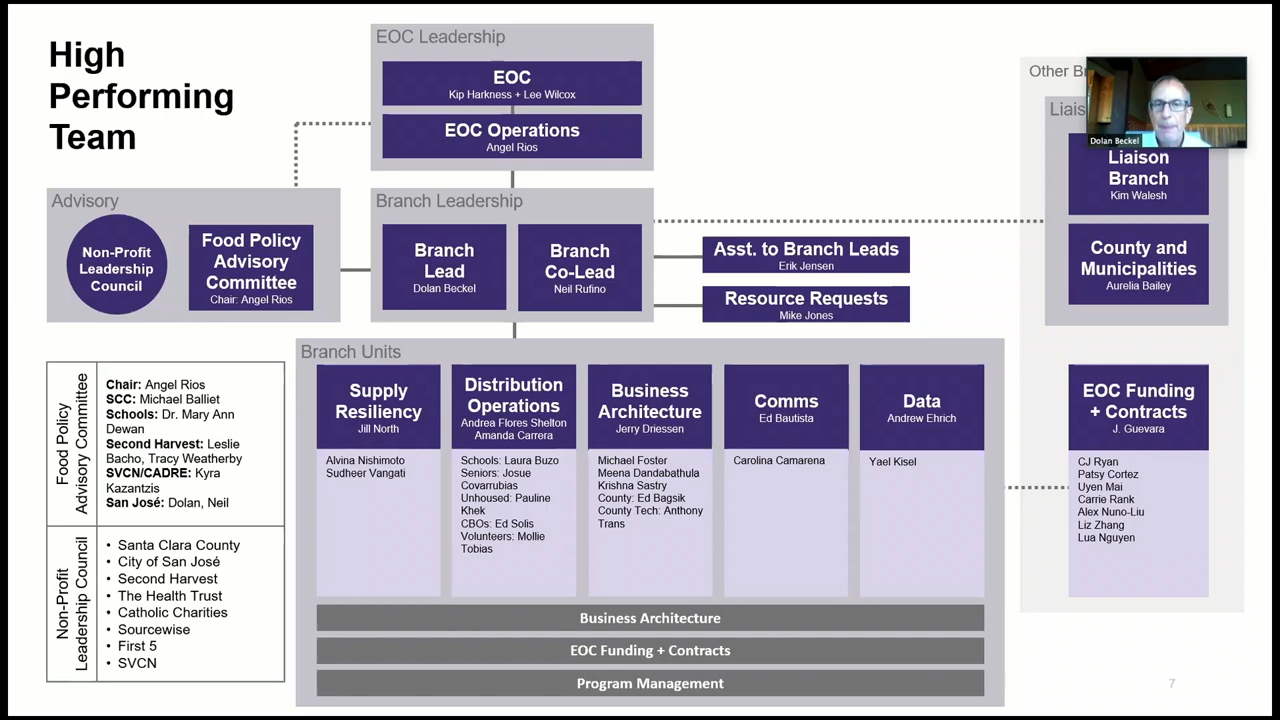 High
Performing
Team
EOC Leadership
EOC
Kip Harkness + Lee Wilcox
EOC Operations
Angel Rios
Advisory
Non-Profit
Leadership
Council
Food Policy
Advisory
Committee
Chair: Angel Rios
Branch Leadership
Branch
Lead
Dolan Beckel
Branch
Co-Lead
Neil Rufino
Asst. to Branch Leads
Erik Jensen
Resource Requests
Mike Jones
Other
Dolan Beckel
Liaison
Branch
Kim Walesh
County and
Municipalities
Aurelia Bailey
Food Policy
Advisory Committee
Chair: Angel Rios
SCC: Michael Balliet
Schools: Dr. Mary Ann
Dewan
Second Harvest: Leslie
Bacho, Tracy Weatherby
SVCN/CADRE: Kyra
Kazantzis
San José: Dolan, Neil
Non-Profit
Leadership Council
• Santa Clara County
• City of San José
• Second Harvest
• The Health Trust
• Catholic Charities
• Sourcewise
• First 5
• SVCN
Branch Units
Supply
Resiliency
Jill North
Alvina Nishimoto
Sudheer Vangati
Distribution
Operations
Andrea Flores Shelton
Amanda Carrera
Schools: Laura Buzo
Seniors: Josue
Covarrubias
Unhoused: Pauline
Khek
CBOs: Ed Solis
Volunteers: Mollie
Tobias
Business
Architecture
Jerry Driessen
Michael Foster
Meena Dandabathula
Krishna Sastry
County: Ed Bagsik
County Tech: Anthony
Trans
Comms
Ed Bautista
Carolina Camarena
Data
Andrew Ehrich
Yael Kisel
EOC Funding
+ Contracts
J. Guevara
CJ Ryan
Patsy Cortez
Uyen Mai
Carrie Rank
Alex Nuno-Liu
Liz Zhang
Lua Nguyen
Business Architecture
EOC Funding + Contracts
Program Management
7